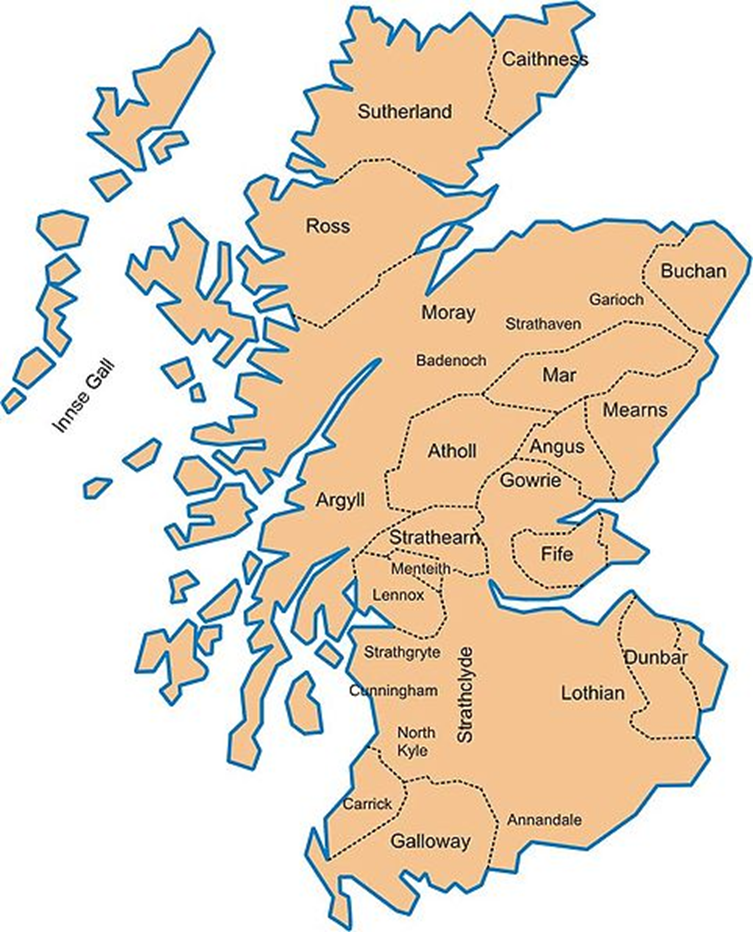 Caithness
Sutherland
Ross
Buchan
Garioch
Moray
Strathaven
Badenoch
Mar
Innse Gall
Mearns
Atholl
Angus
Gowrie
Argyll
Strathearn
Fife
Menteith
Lennox
Strathgryte
Dunbar
Cunningham
Strathclyde
Lothian
North
Kyle
Carrick
Annandale
Galloway